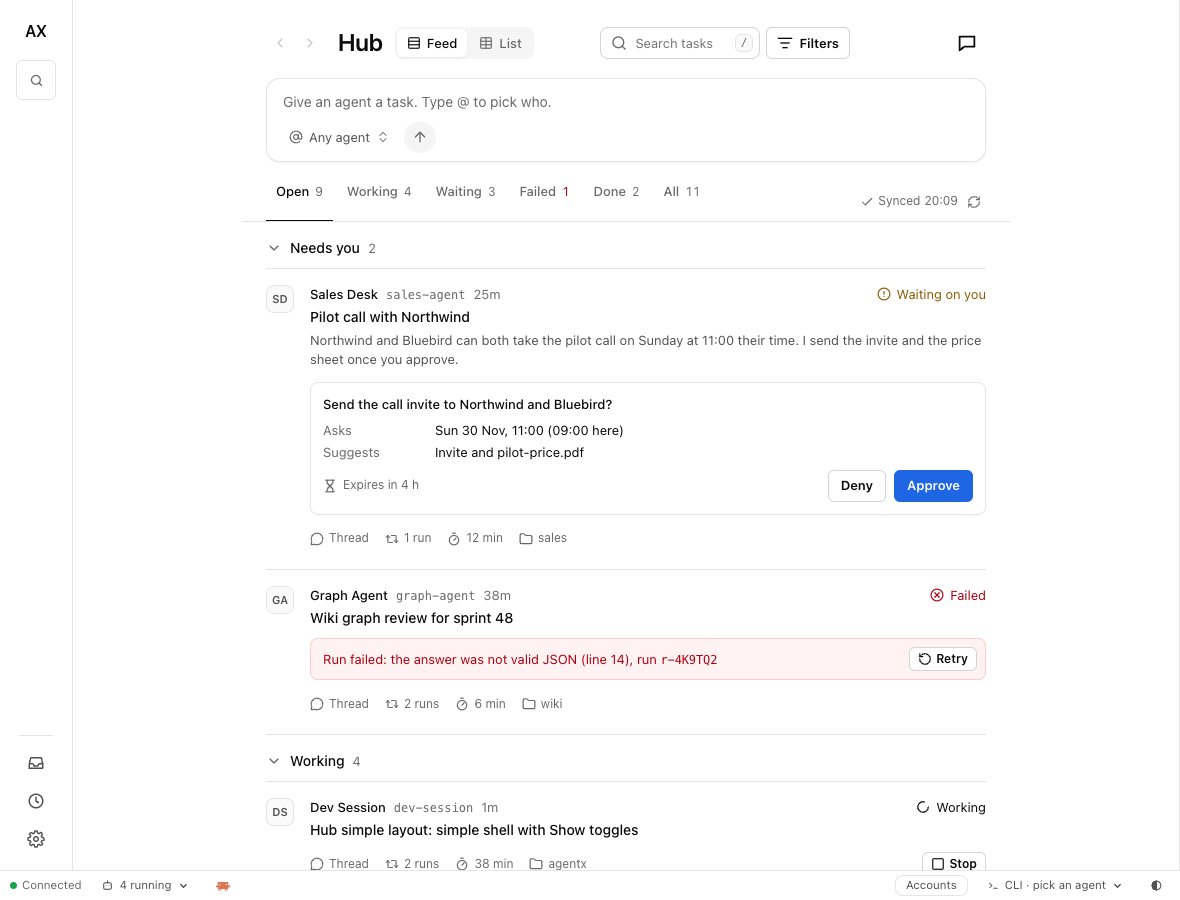 AX
Hub
Feed
List
Search tasks /
Filters
Give an agent a task. Type @ to pick who.
@ Any agent
Open 9
Working 4
Waiting 3
Failed 1
Done 2
All 11
Synced 20:09
Needs you 2
SD
Sales Desk sales-agent 25m
Waiting on you
Pilot call with Northwind
Northwind and Bluebird can both take the pilot call on Sunday at 11:00 their time. I send the invite and the price
sheet once you approve.
Send the call invite to Northwind and Bluebird?
Asks Sun 30 Nov, 11:00 (09:00 here)
Suggests Invite and pilot-price.pdf
Expires in 4 h
Deny
Approve
Thread 1 run 12 min sales
GA
Graph Agent graph-agent 38m
Failed
Wiki graph review for sprint 48
Run failed: the answer was not valid JSON (line 14), run r-4K9TQ2
Retry
Thread 2 runs 6 min wiki
Working 4
DS
Dev Session dev-session 1m
Working
Hub simple layout: simple shell with Show toggles
Thread 2 runs 38 min agentx
Stop
Connected
4 running
Accounts
CLI · pick an agent